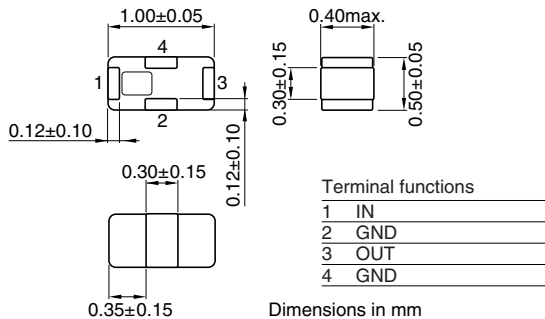 1.00±0.05
0.40max.
4
1
3
2
0.30±0.15
0.50±0.05
0.12±0.10
0.12±0.10
0.30±0.15
Terminal functions
1 IN
2 GND
3 OUT
4 GND
0.35±0.15
Dimensions in mm